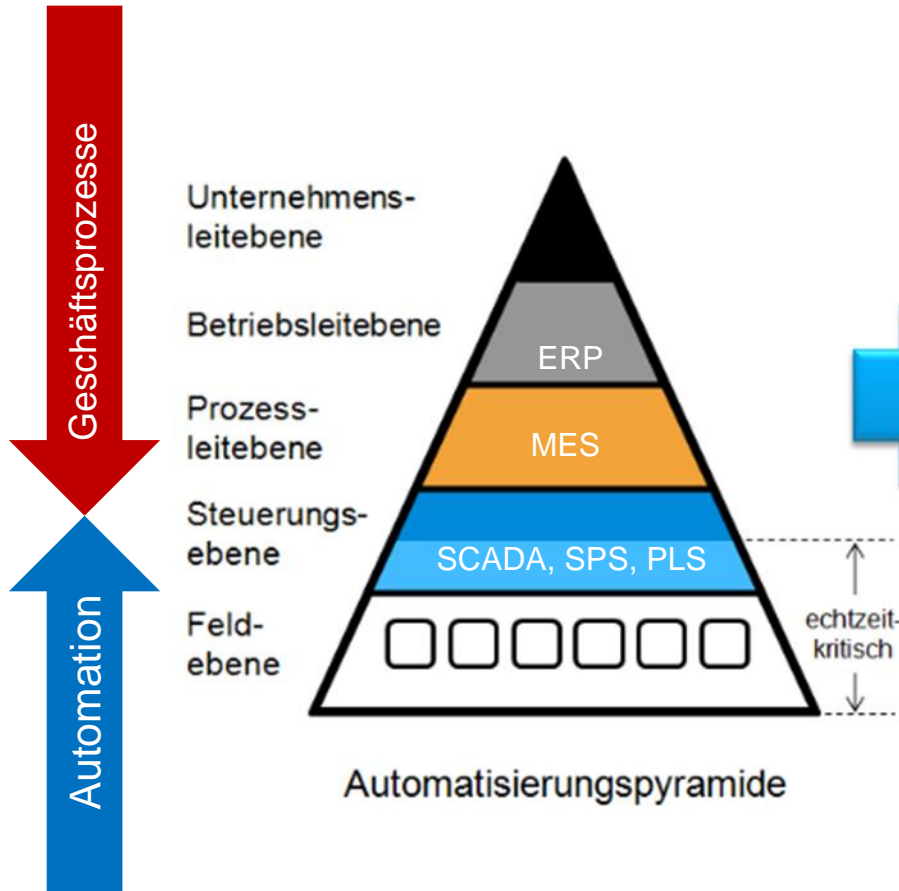 Geschäftsprozesse
Automation
Unternehmens-
leitebene
Betriebsleitebene
ERP
Prozess-
leitebene
MES
Steuerungs-
ebene
SCADA, SPS, PLS
Feld-
ebene
echtzeit-
kritisch
Automatisierungspyramide